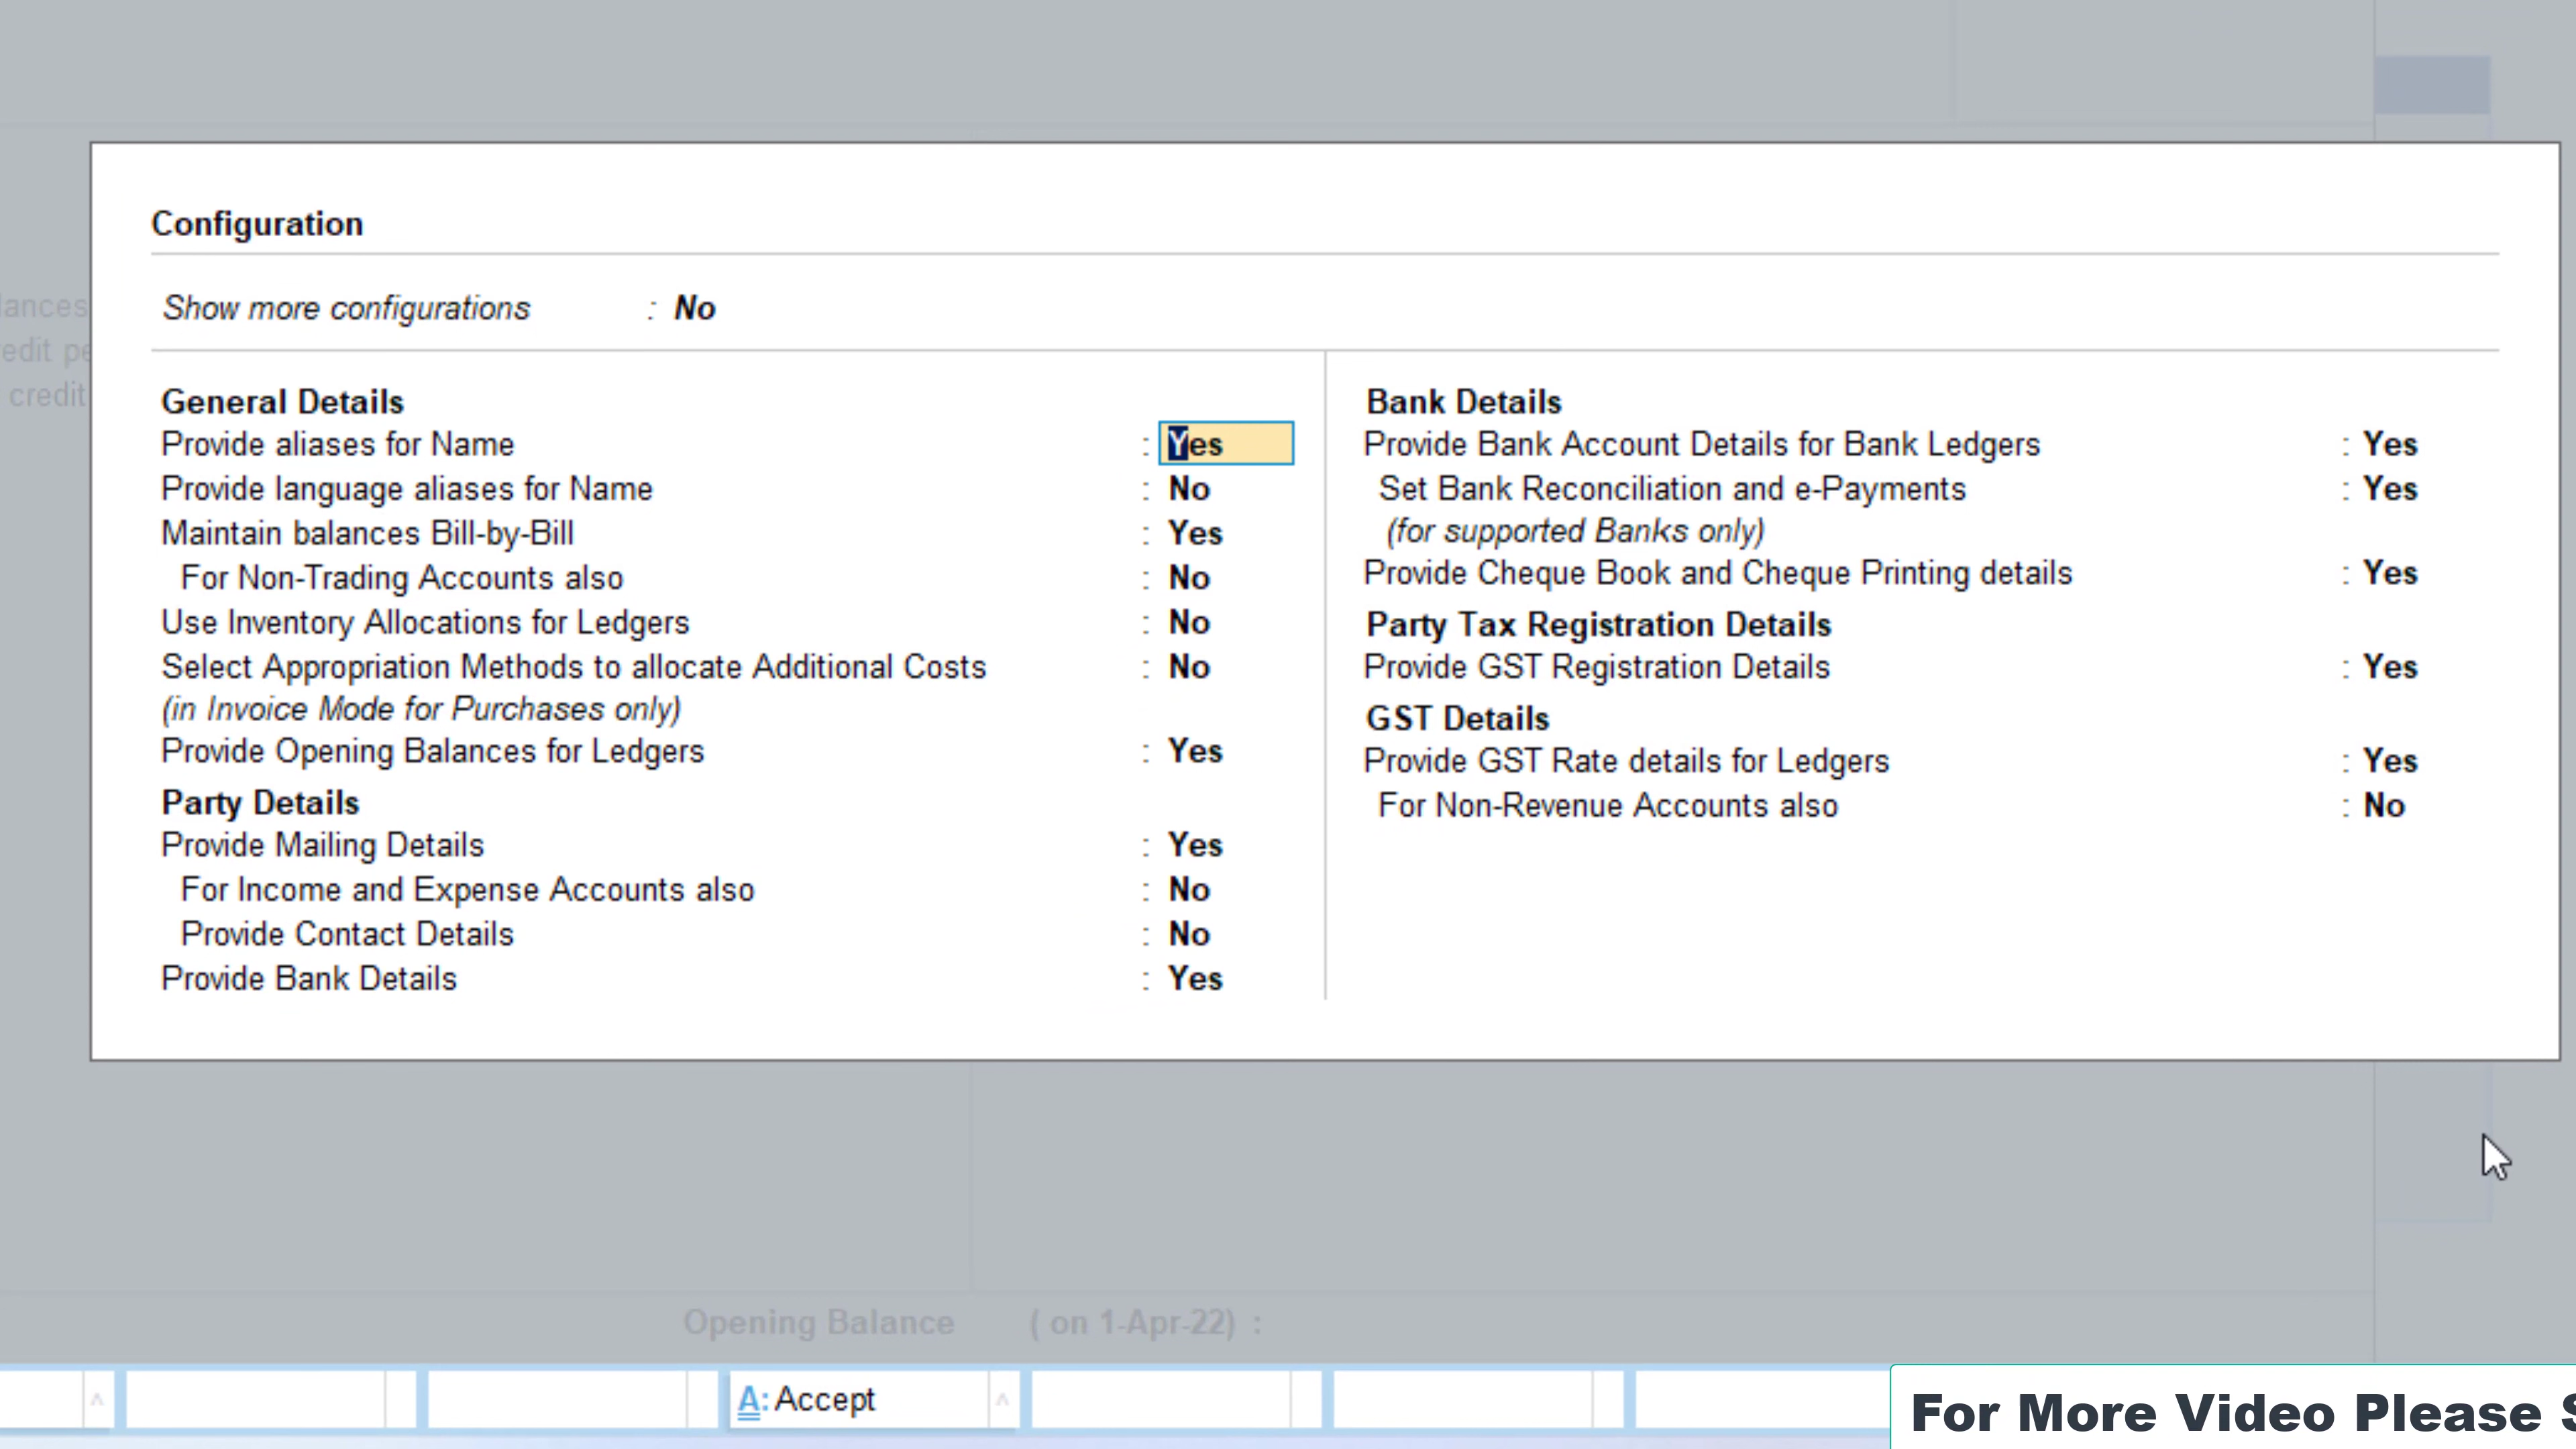 Configuration
Show more configurations : No
General Details
Provide aliases for Name : Yes
Provide language aliases for Name : No
Maintain balances Bill-by-Bill : Yes
For Non-Trading Accounts also : No
Use Inventory Allocations for Ledgers : No
Select Appropriation Methods to allocate Additional Costs : No
(in Invoice Mode for Purchases only)
Provide Opening Balances for Ledgers : Yes
Party Details
Provide Mailing Details : Yes
For Income and Expense Accounts also : No
Provide Contact Details : No
Provide Bank Details : Yes
Bank Details
Provide Bank Account Details for Bank Ledgers : Yes
Set Bank Reconciliation and e-Payments : Yes
(for supported Banks only)
Provide Cheque Book and Cheque Printing details : Yes
Party Tax Registration Details
Provide GST Registration Details : Yes
GST Details
Provide GST Rate details for Ledgers : Yes
For Non-Revenue Accounts also : No
credit
Opening Balance ( on 1-Apr-22) :
A: Accept
For More Video Please